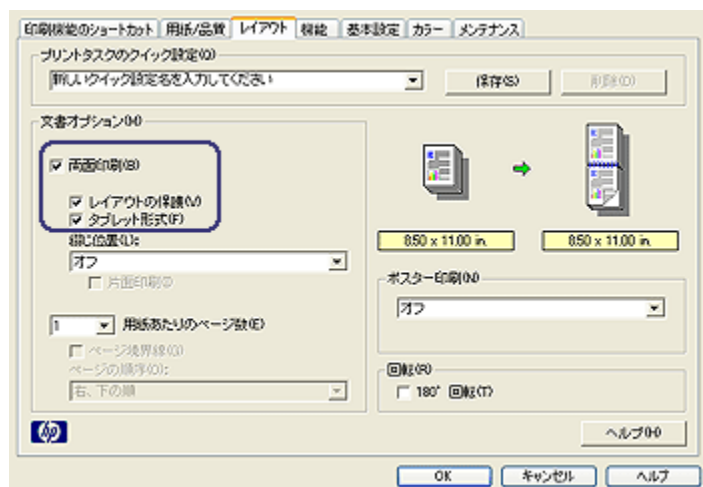 印刷機能のショートカット 用紙/品質 レイアウト 機能 基本設定 カラー メンテナンス
プリントタスクのクイック設定(Q)
新しいクイック設定名を入力してください 保存(S) 削除(D)
文書オプション(M)
両面印刷(B)
レイアウトの保護(V)
タブレット形式(F)
綴じ位置(L):
オフ
片面印刷(I)
1 用紙あたりのページ数(E)
ページ境界線(G)
ページの順序(O):
右、下の順
8.50 x 11.00 in. 8.50 x 11.00 in.
ポスター印刷(N)
オフ
回転(R)
180° 回転(T)
hp
ヘルプ(H)
OK キャンセル ヘルプ